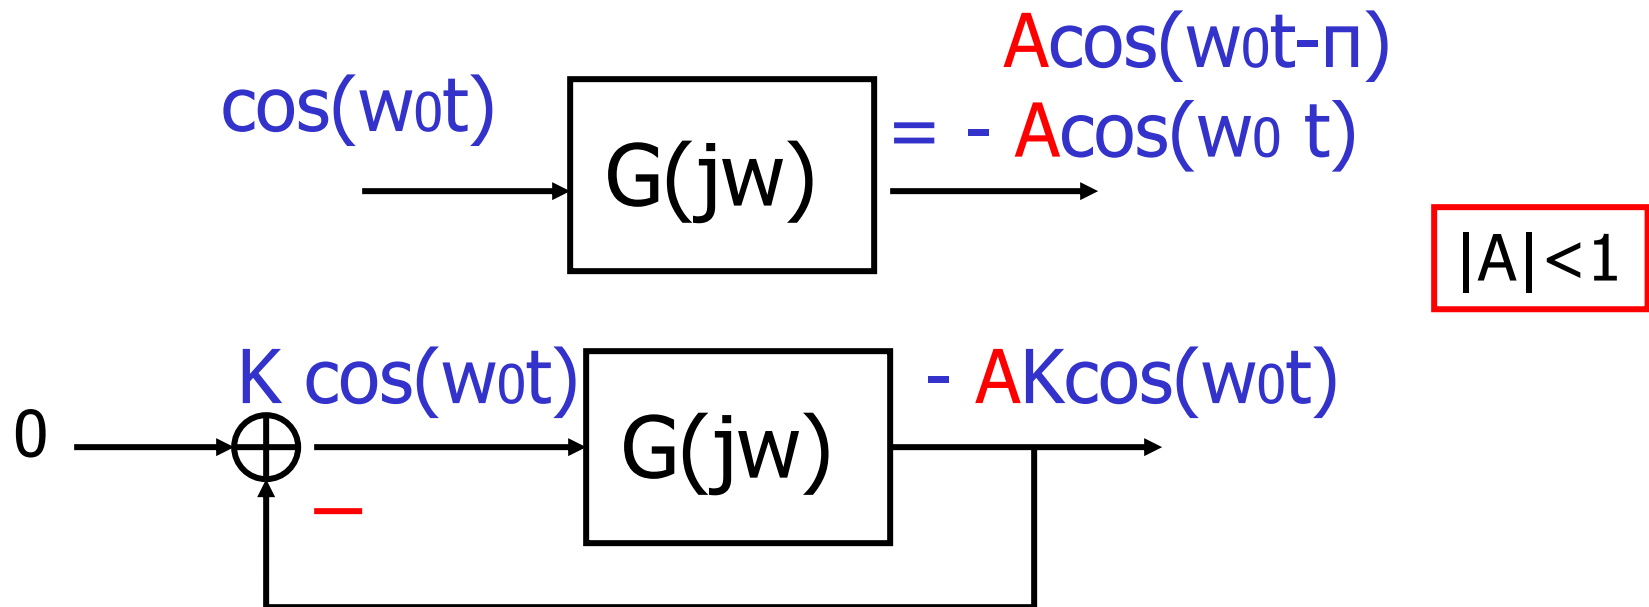 Acos(w0t-п)
cos(w0t)
= - Acos(w0 t)
G(jw)
|A|<1
K cos(w0t)
- AKcos(w0t)
0
G(jw)
–